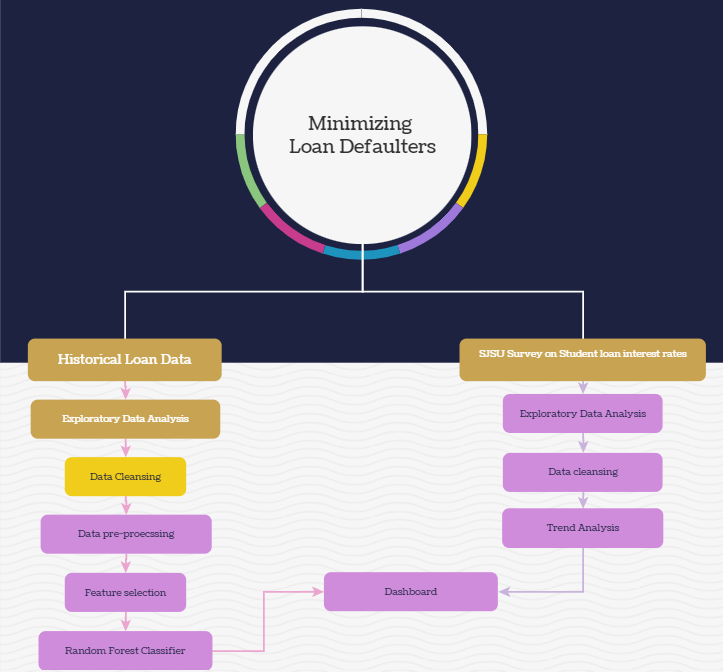 Minimizing
Loan Defaulters
Historical Loan Data
SJSU Survey on Student loan interest rates
Exploratory Data Analysis
Exploratory Data Analysis
Data Cleansing
Data cleansing
Data pre-proecssing
Trend Analysis
Feature selection
Dashboard
Random Forest Classifier